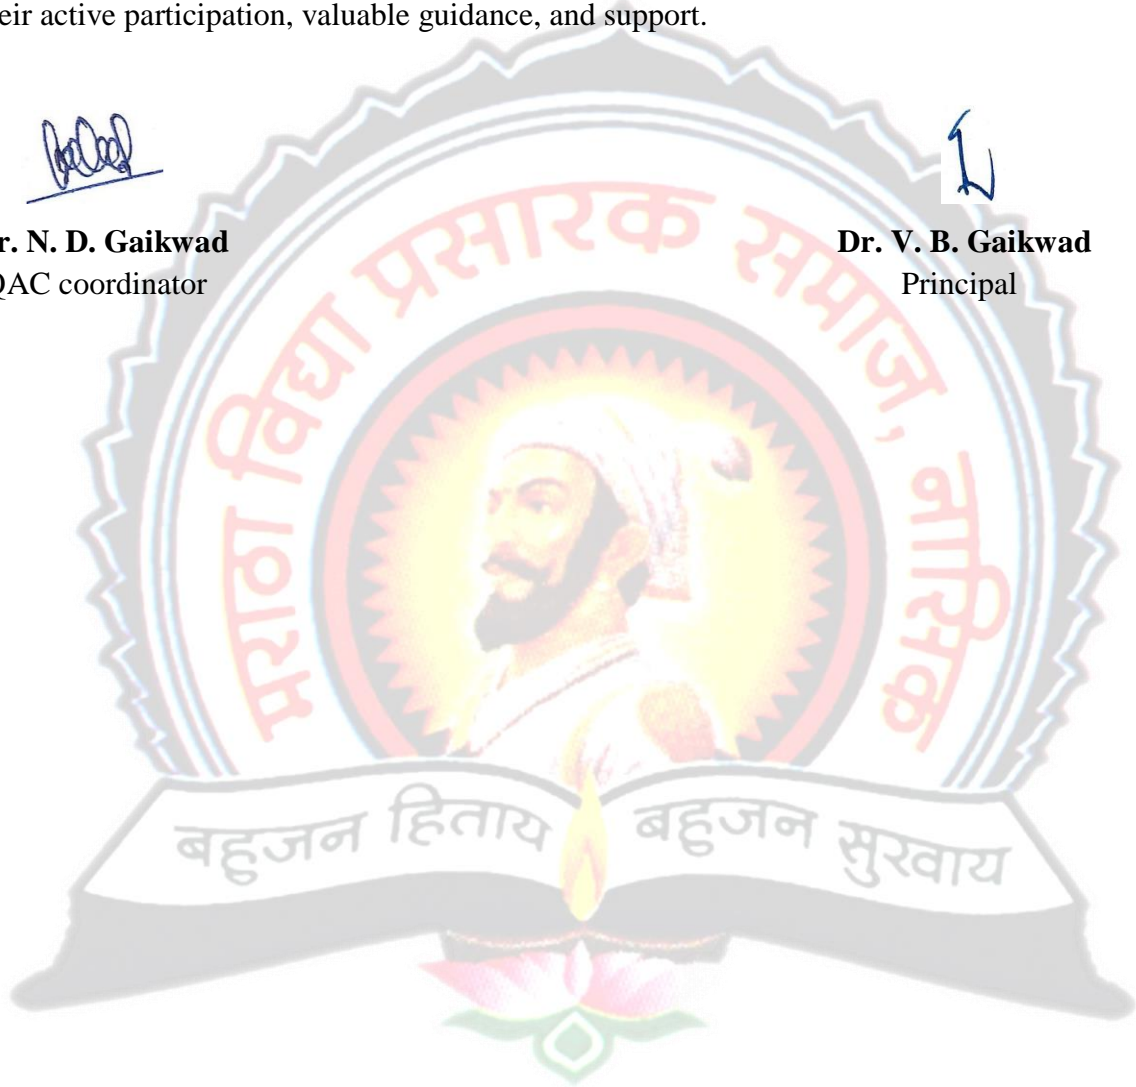 eir active participation, valuable guidance, and support.
r. N. D. Gaikwad
Dr. V. B. Gaikwad
QAC coordinator
Principal
मराठा विद्या प्रसारक समाज, नासिक
बहुजन हिताय बहुजन सुखाय